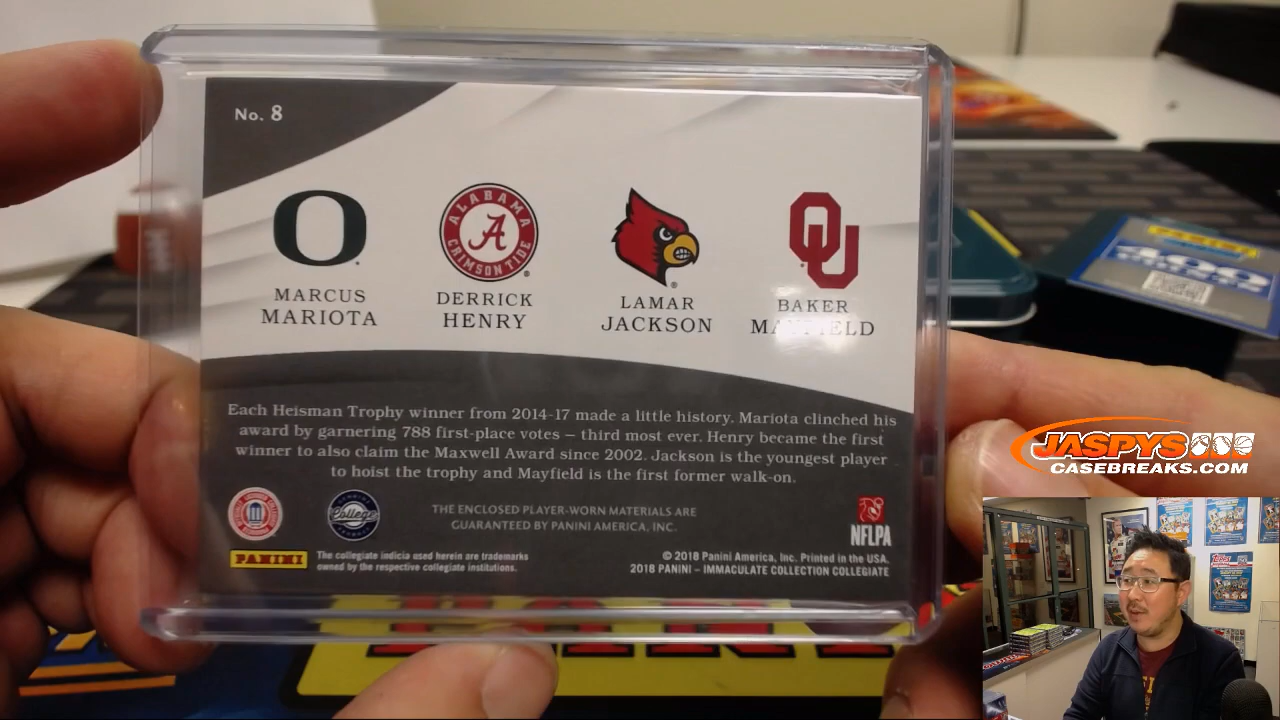 No. 8
ALABAMA
A
CRIMSON TIDE
MARCUS
MARIOTA
DERRICK
HENRY
LAMAR
JACKSON
BAKER
MAYFIELD
Each Heisman Trophy winner from 2014-17 made a little history. Mariota clinched his
award by garnering 788 first-place votes – third most ever. Henry became the first
winner to also claim the Maxwell Award since 2002. Jackson is the youngest player
to hoist the trophy and Mayfield is the first former walk-on.
THE ENCLOSED PLAYER-WORN MATERIALS ARE
GUARANTEED BY PANINI AMERICA, INC.
College
NFLPA
PANINI
The collegiate indicia used herein are trademarks
owned by the respective collegiate institutions.
© 2018 Panini America, Inc. Printed in the USA.
2018 PANINI – IMMACULATE COLLECTION COLLEGIATE
JASPYS
CASEBREAKS.COM